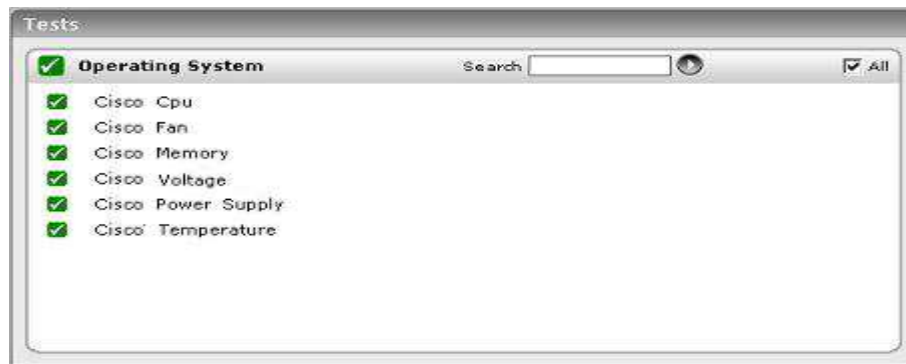 Tests
Operating System Search All
Cisco Cpu
Cisco Fan
Cisco Memory
Cisco Voltage
Cisco Power Supply
Cisco Temperature